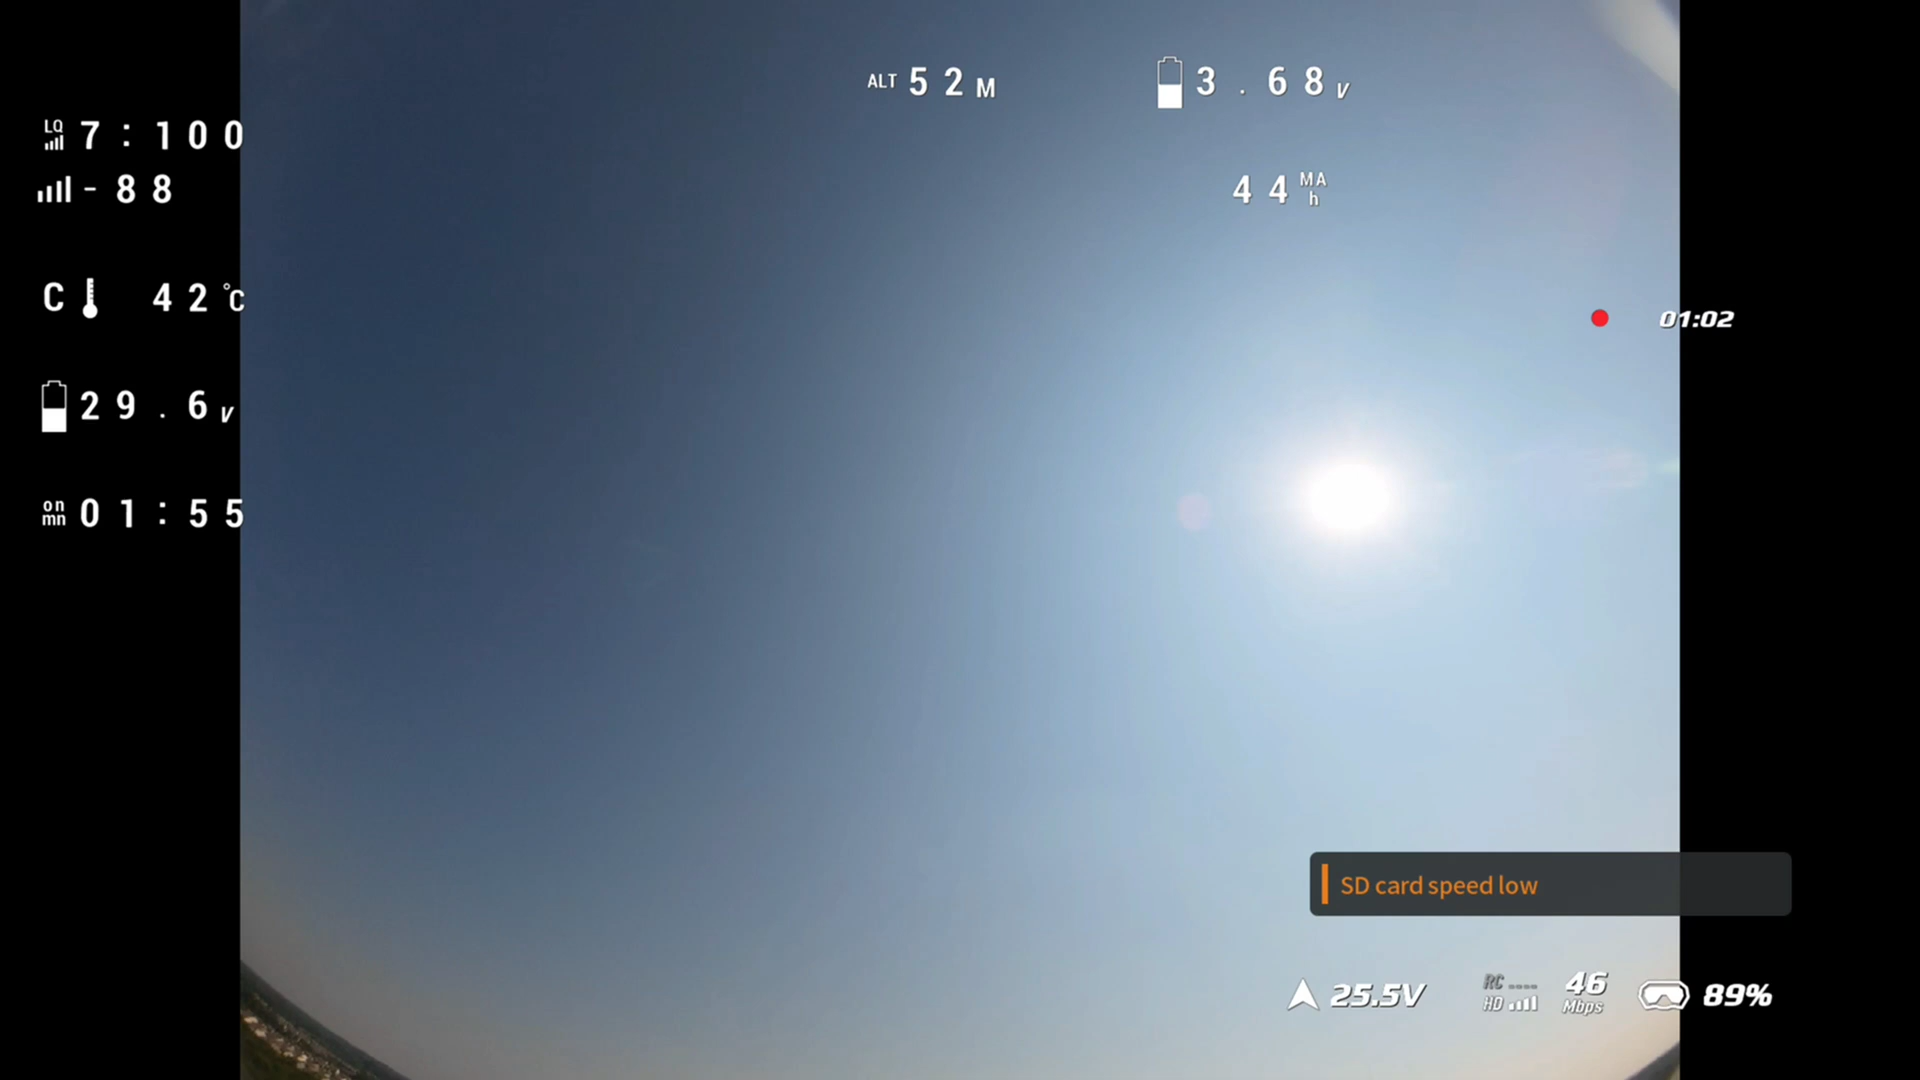 ALT 52 M
3.68 V
LQ 7:100
-88
44 MAh
C 42 °C
01:02
29.6 V
on mn 01:55
SD card speed low
25.5V
RC ----
HD
46 Mbps
89%